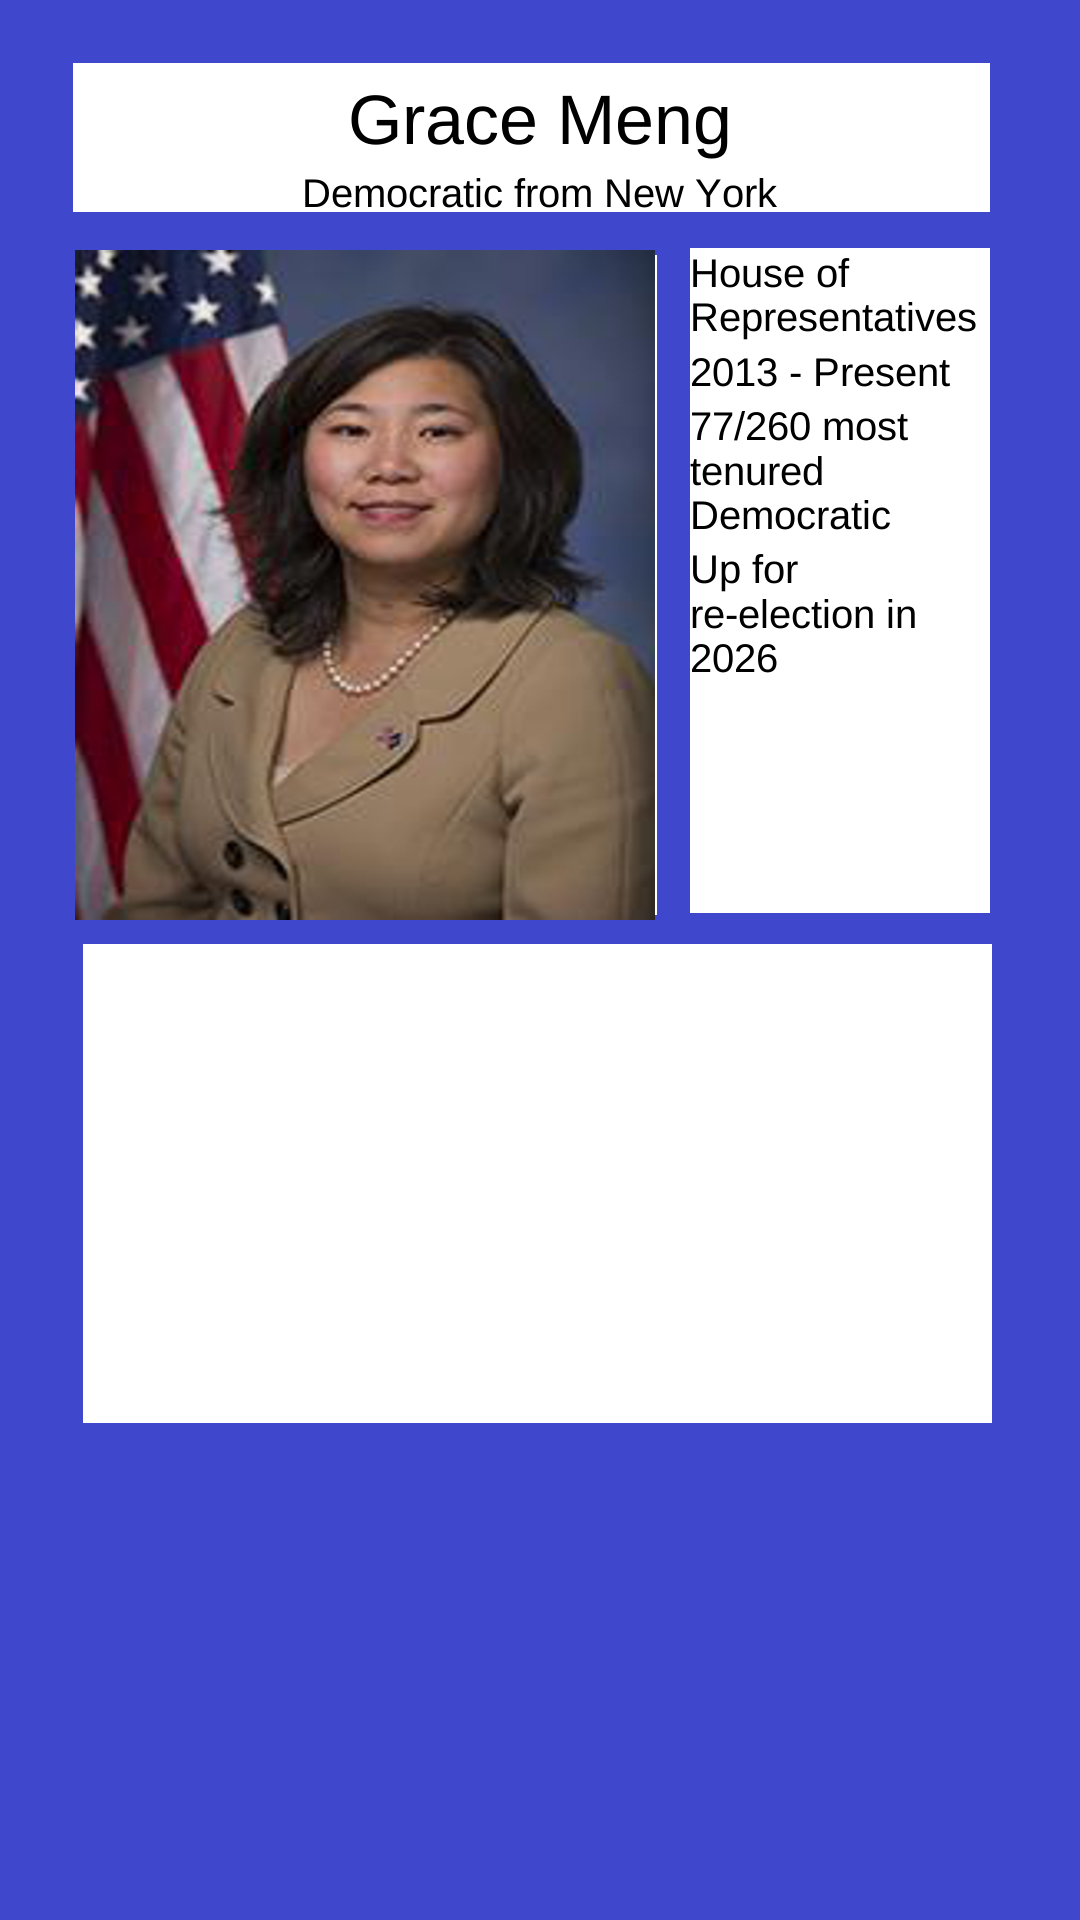 Grace Meng
Democratic from New York
House of
Representatives
2013 - Present
77/260 most
tenured
Democratic
Up for
re-election in
2026